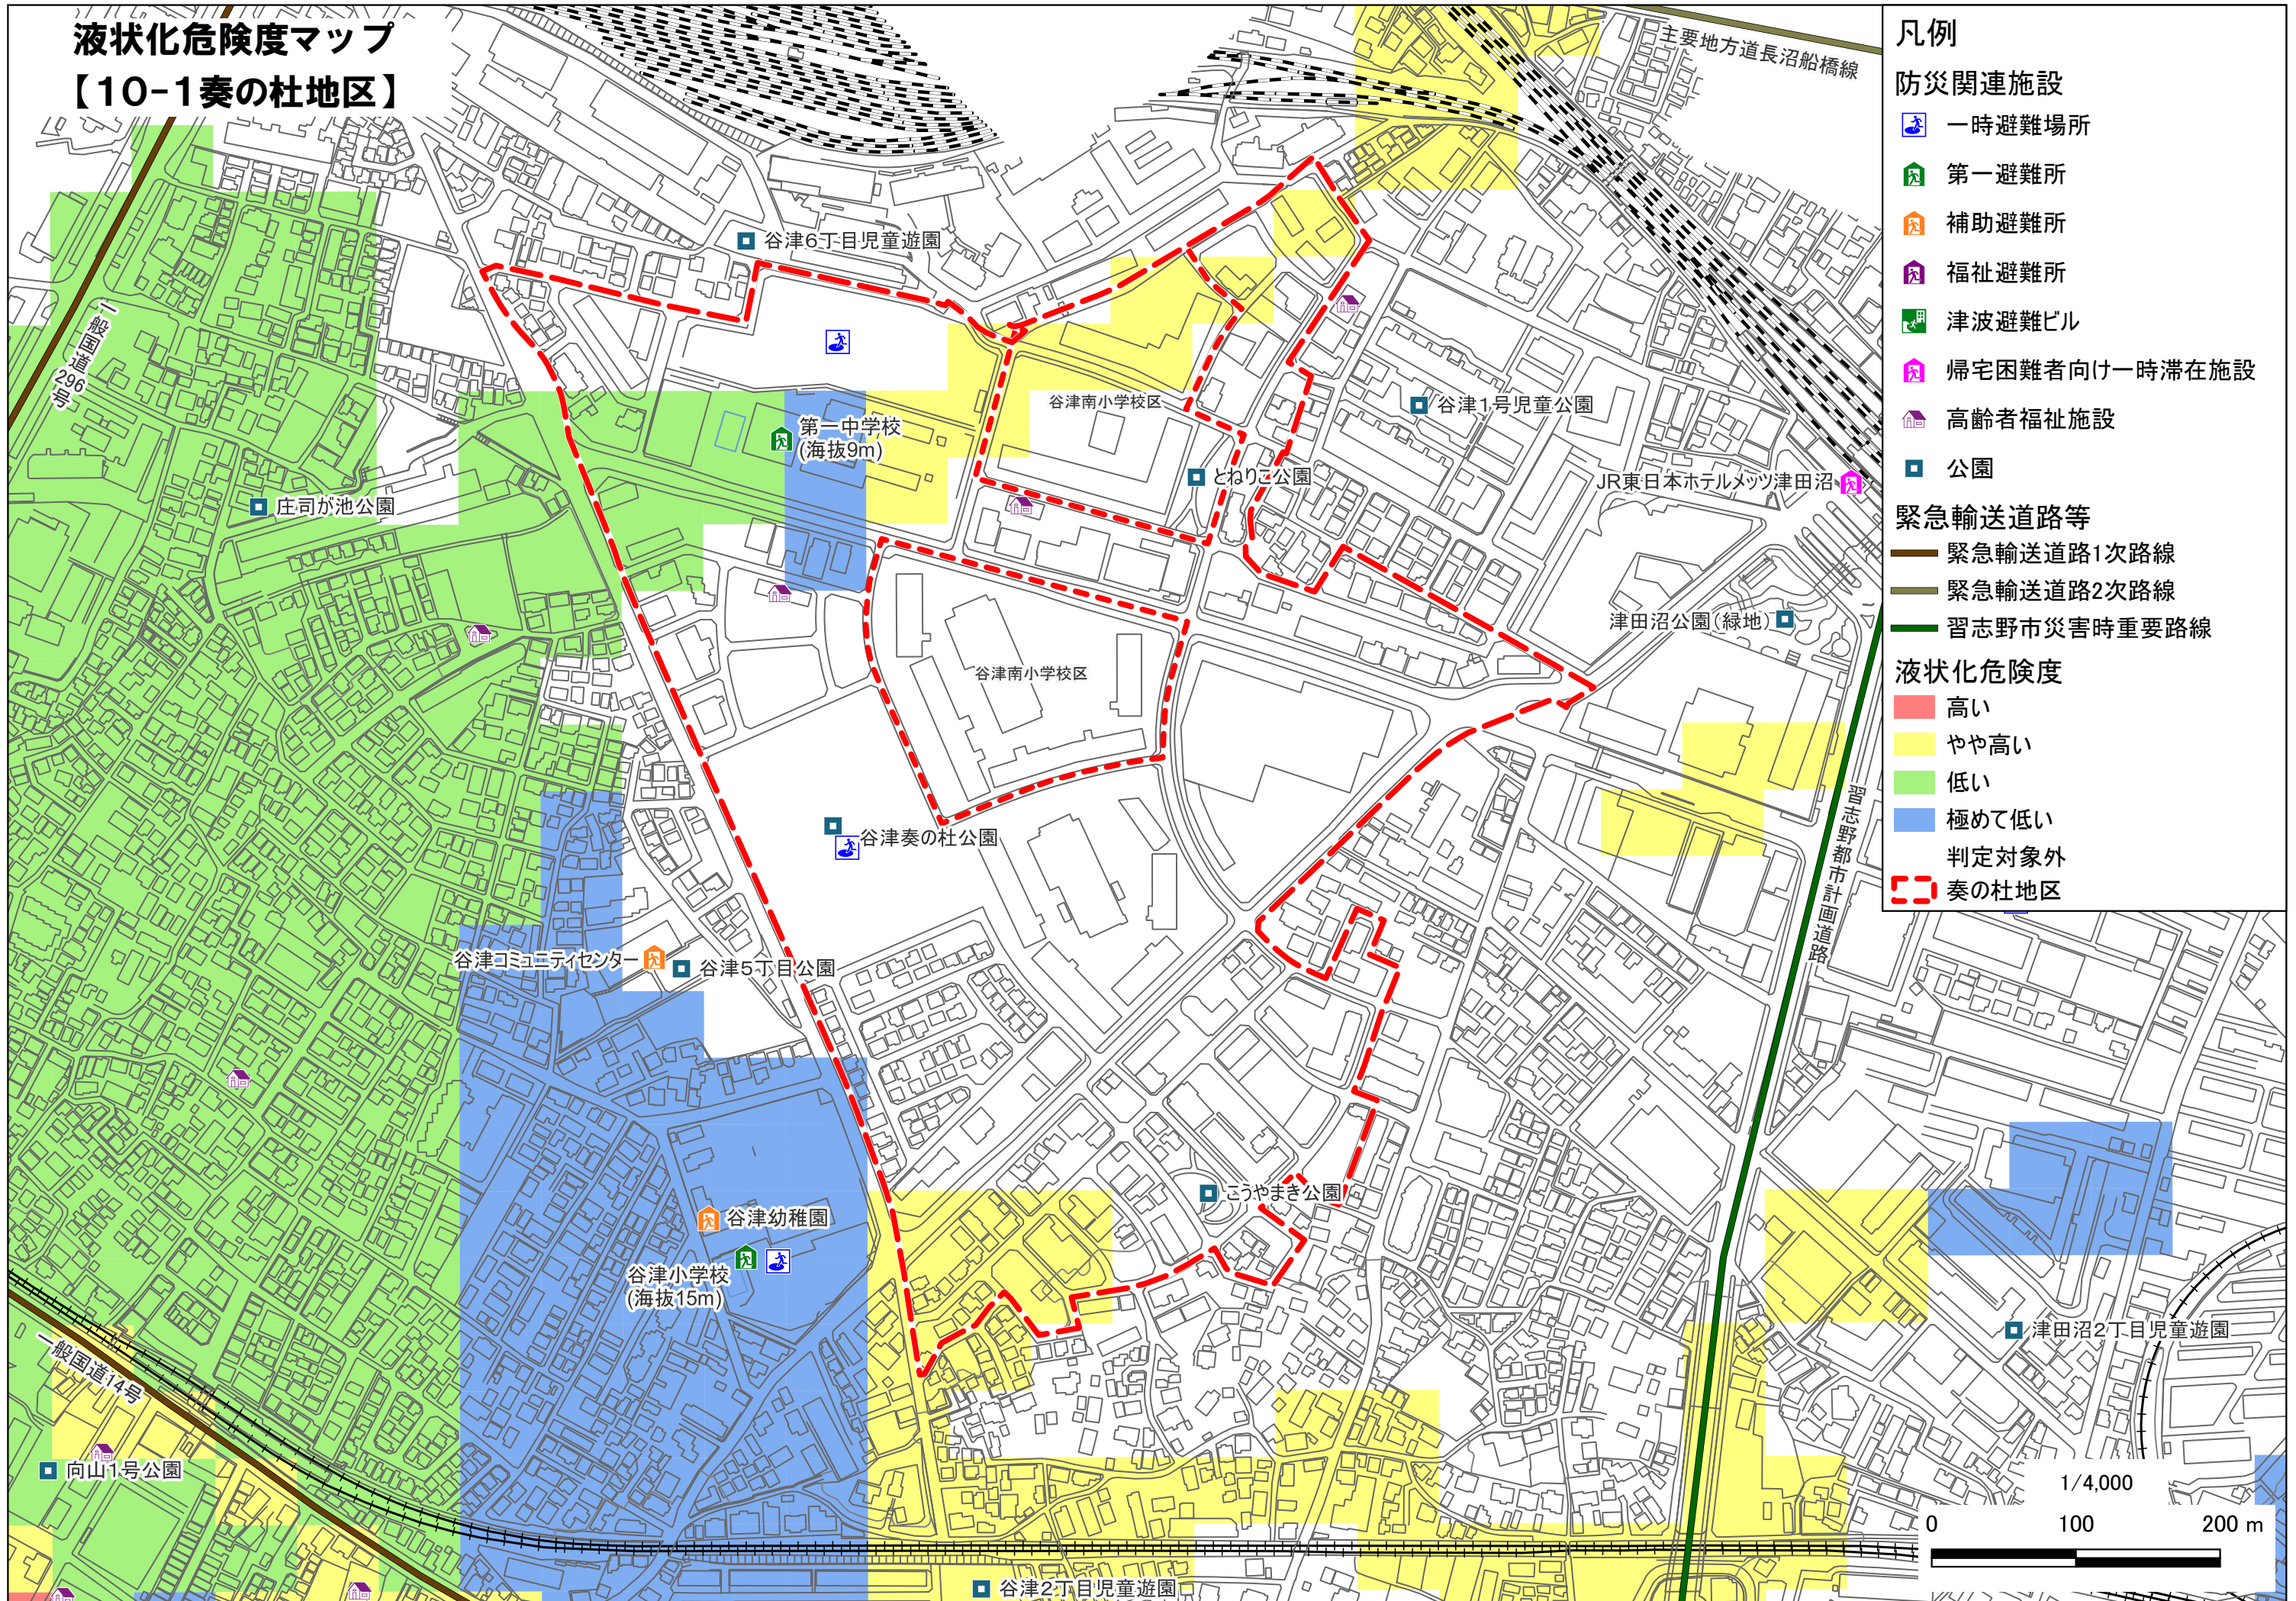 液状化危険度マップ
【10-1奏の杜地区】
主要地方道長沼船橋線
一般国道296号
谷津6丁目児童遊園
第一中学校
(海抜9m)
谷津南小学校区
谷津1号児童公園
とねりこ公園
JR東日本ホテルメッツ津田沼
庄司が池公園
津田沼公園(緑地)
谷津南小学校区
谷津奏の杜公園
習志野都市計画道路
谷津コミュニティセンター
谷津5丁目公園
こうやまき公園
谷津幼稚園
谷津小学校
(海抜15m)
一般国道14号
向山1号公園
津田沼2丁目児童遊園
谷津2丁目児童遊園
凡例
防災関連施設
一時避難場所
第一避難所
補助避難所
福祉避難所
津波避難ビル
帰宅困難者向け一時滞在施設
高齢者福祉施設
公園
緊急輸送道路等
緊急輸送道路1次路線
緊急輸送道路2次路線
習志野市災害時重要路線
液状化危険度
高い
やや高い
低い
極めて低い
判定対象外
奏の杜地区
1/4,000
0 100 200 m